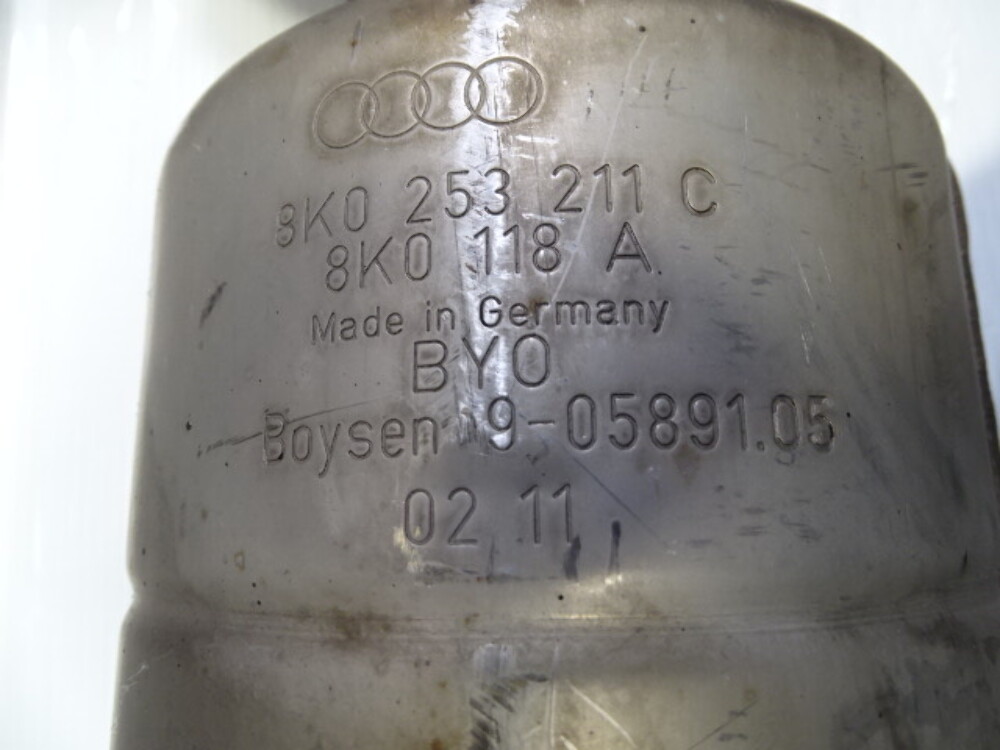 8K0 253 211 C
8K0 118 A
Made in Germany
BYO
Boysen 9-05891.05
02 11